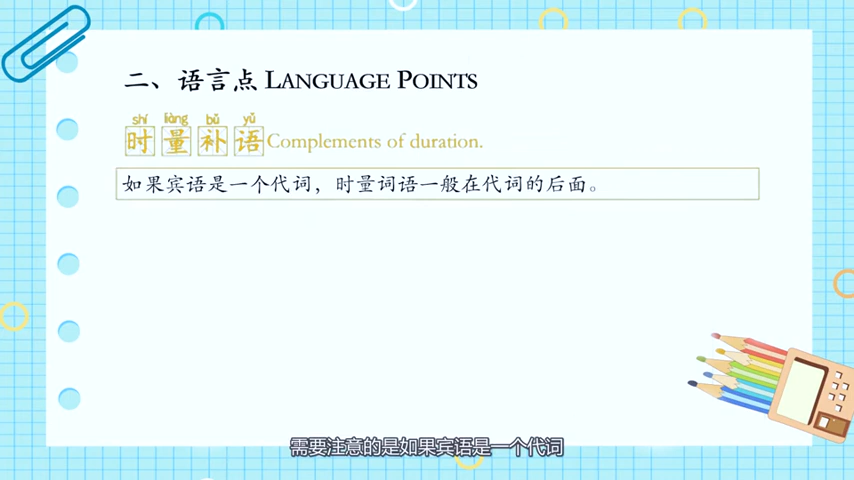 二、语言点 LANGUAGE POINTS
shí liàng bǔ yǔ
时量补语 Complements of duration.
如果宾语是一个代词，时量词语一般在代词的后面。
需要注意的是如果宾语是一个代词